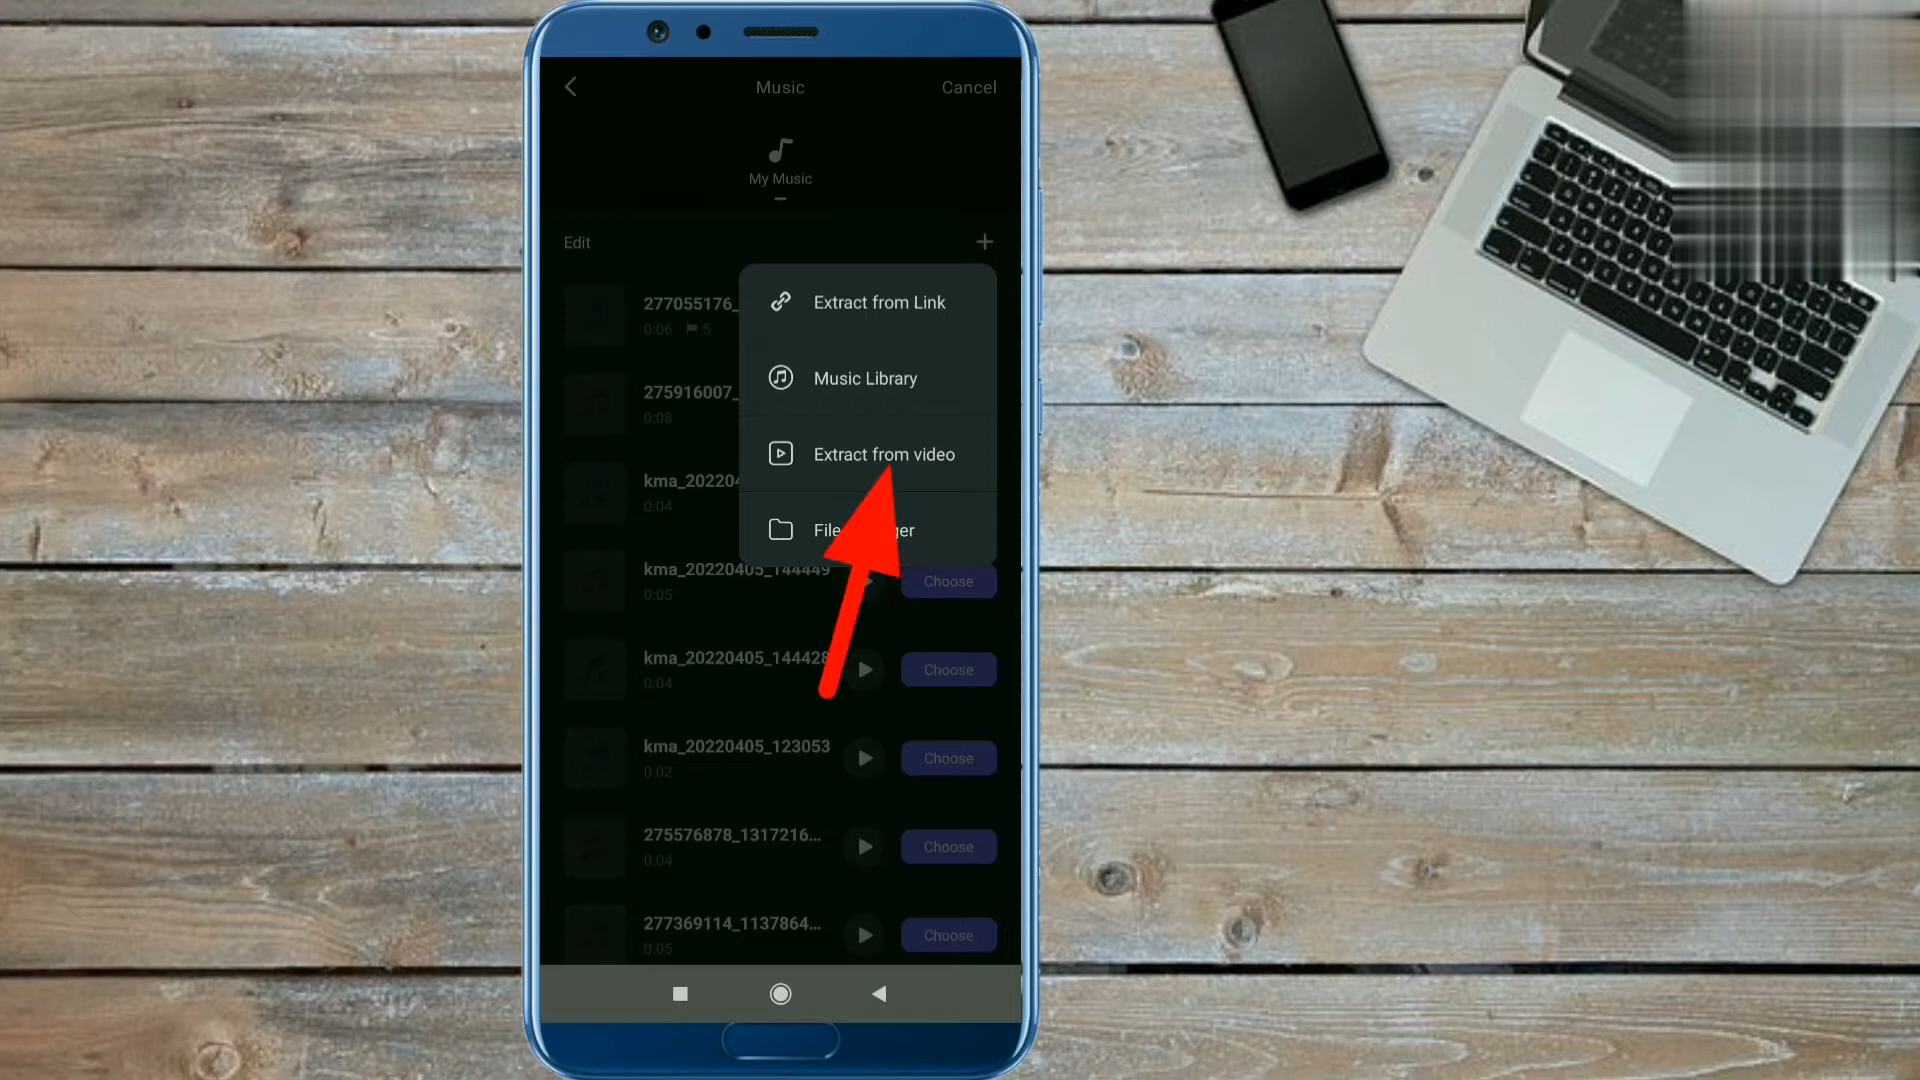 Music
Cancel
My Music
Edit
Extract from Link
277055176_
0:06
5
Music Library
275916007_
0:08
Extract from video
kma_20220
0:04
File
ger
kma_20220405_144449
0:05
Choose
kma_20220405_144428
0:04
Choose
kma_20220405_123053
0:02
Choose
275576878_1317216...
0:04
Choose
277369114_1137864...
0:05
Choose